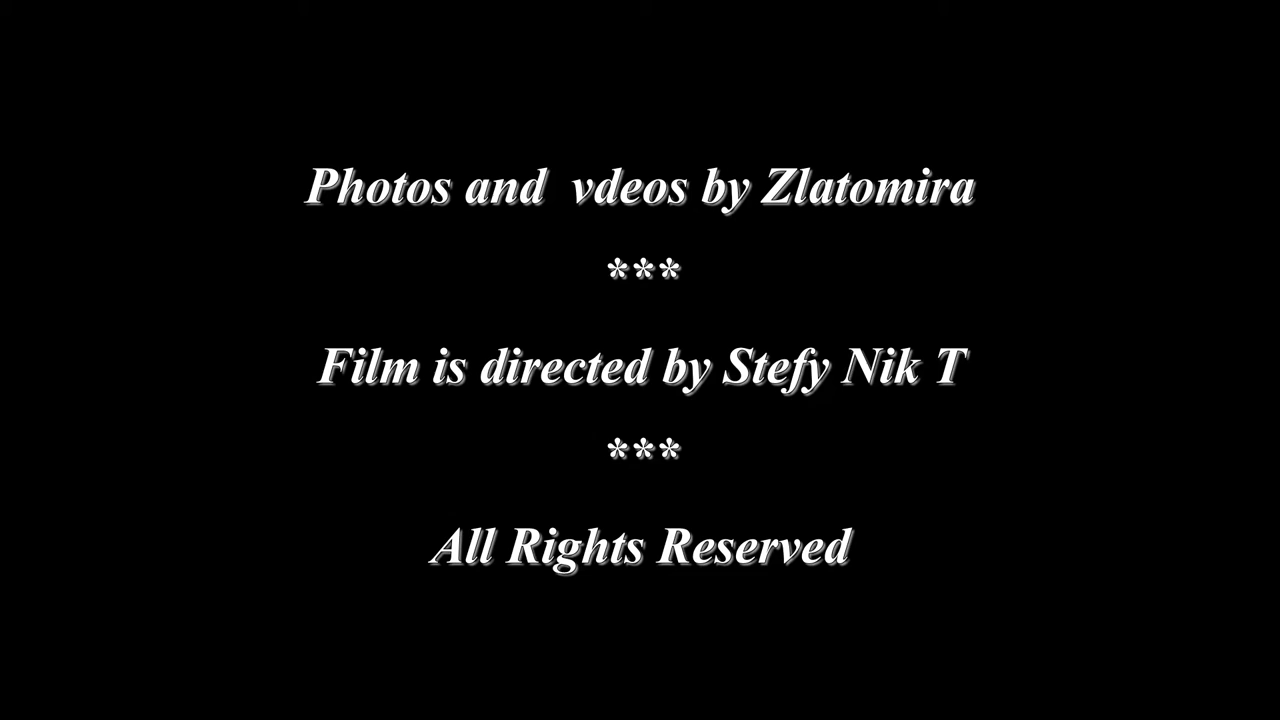 Photos and  vdeos by Zlatomira
***
Film is directed by Stefy Nik T
***
All Rights Reserved